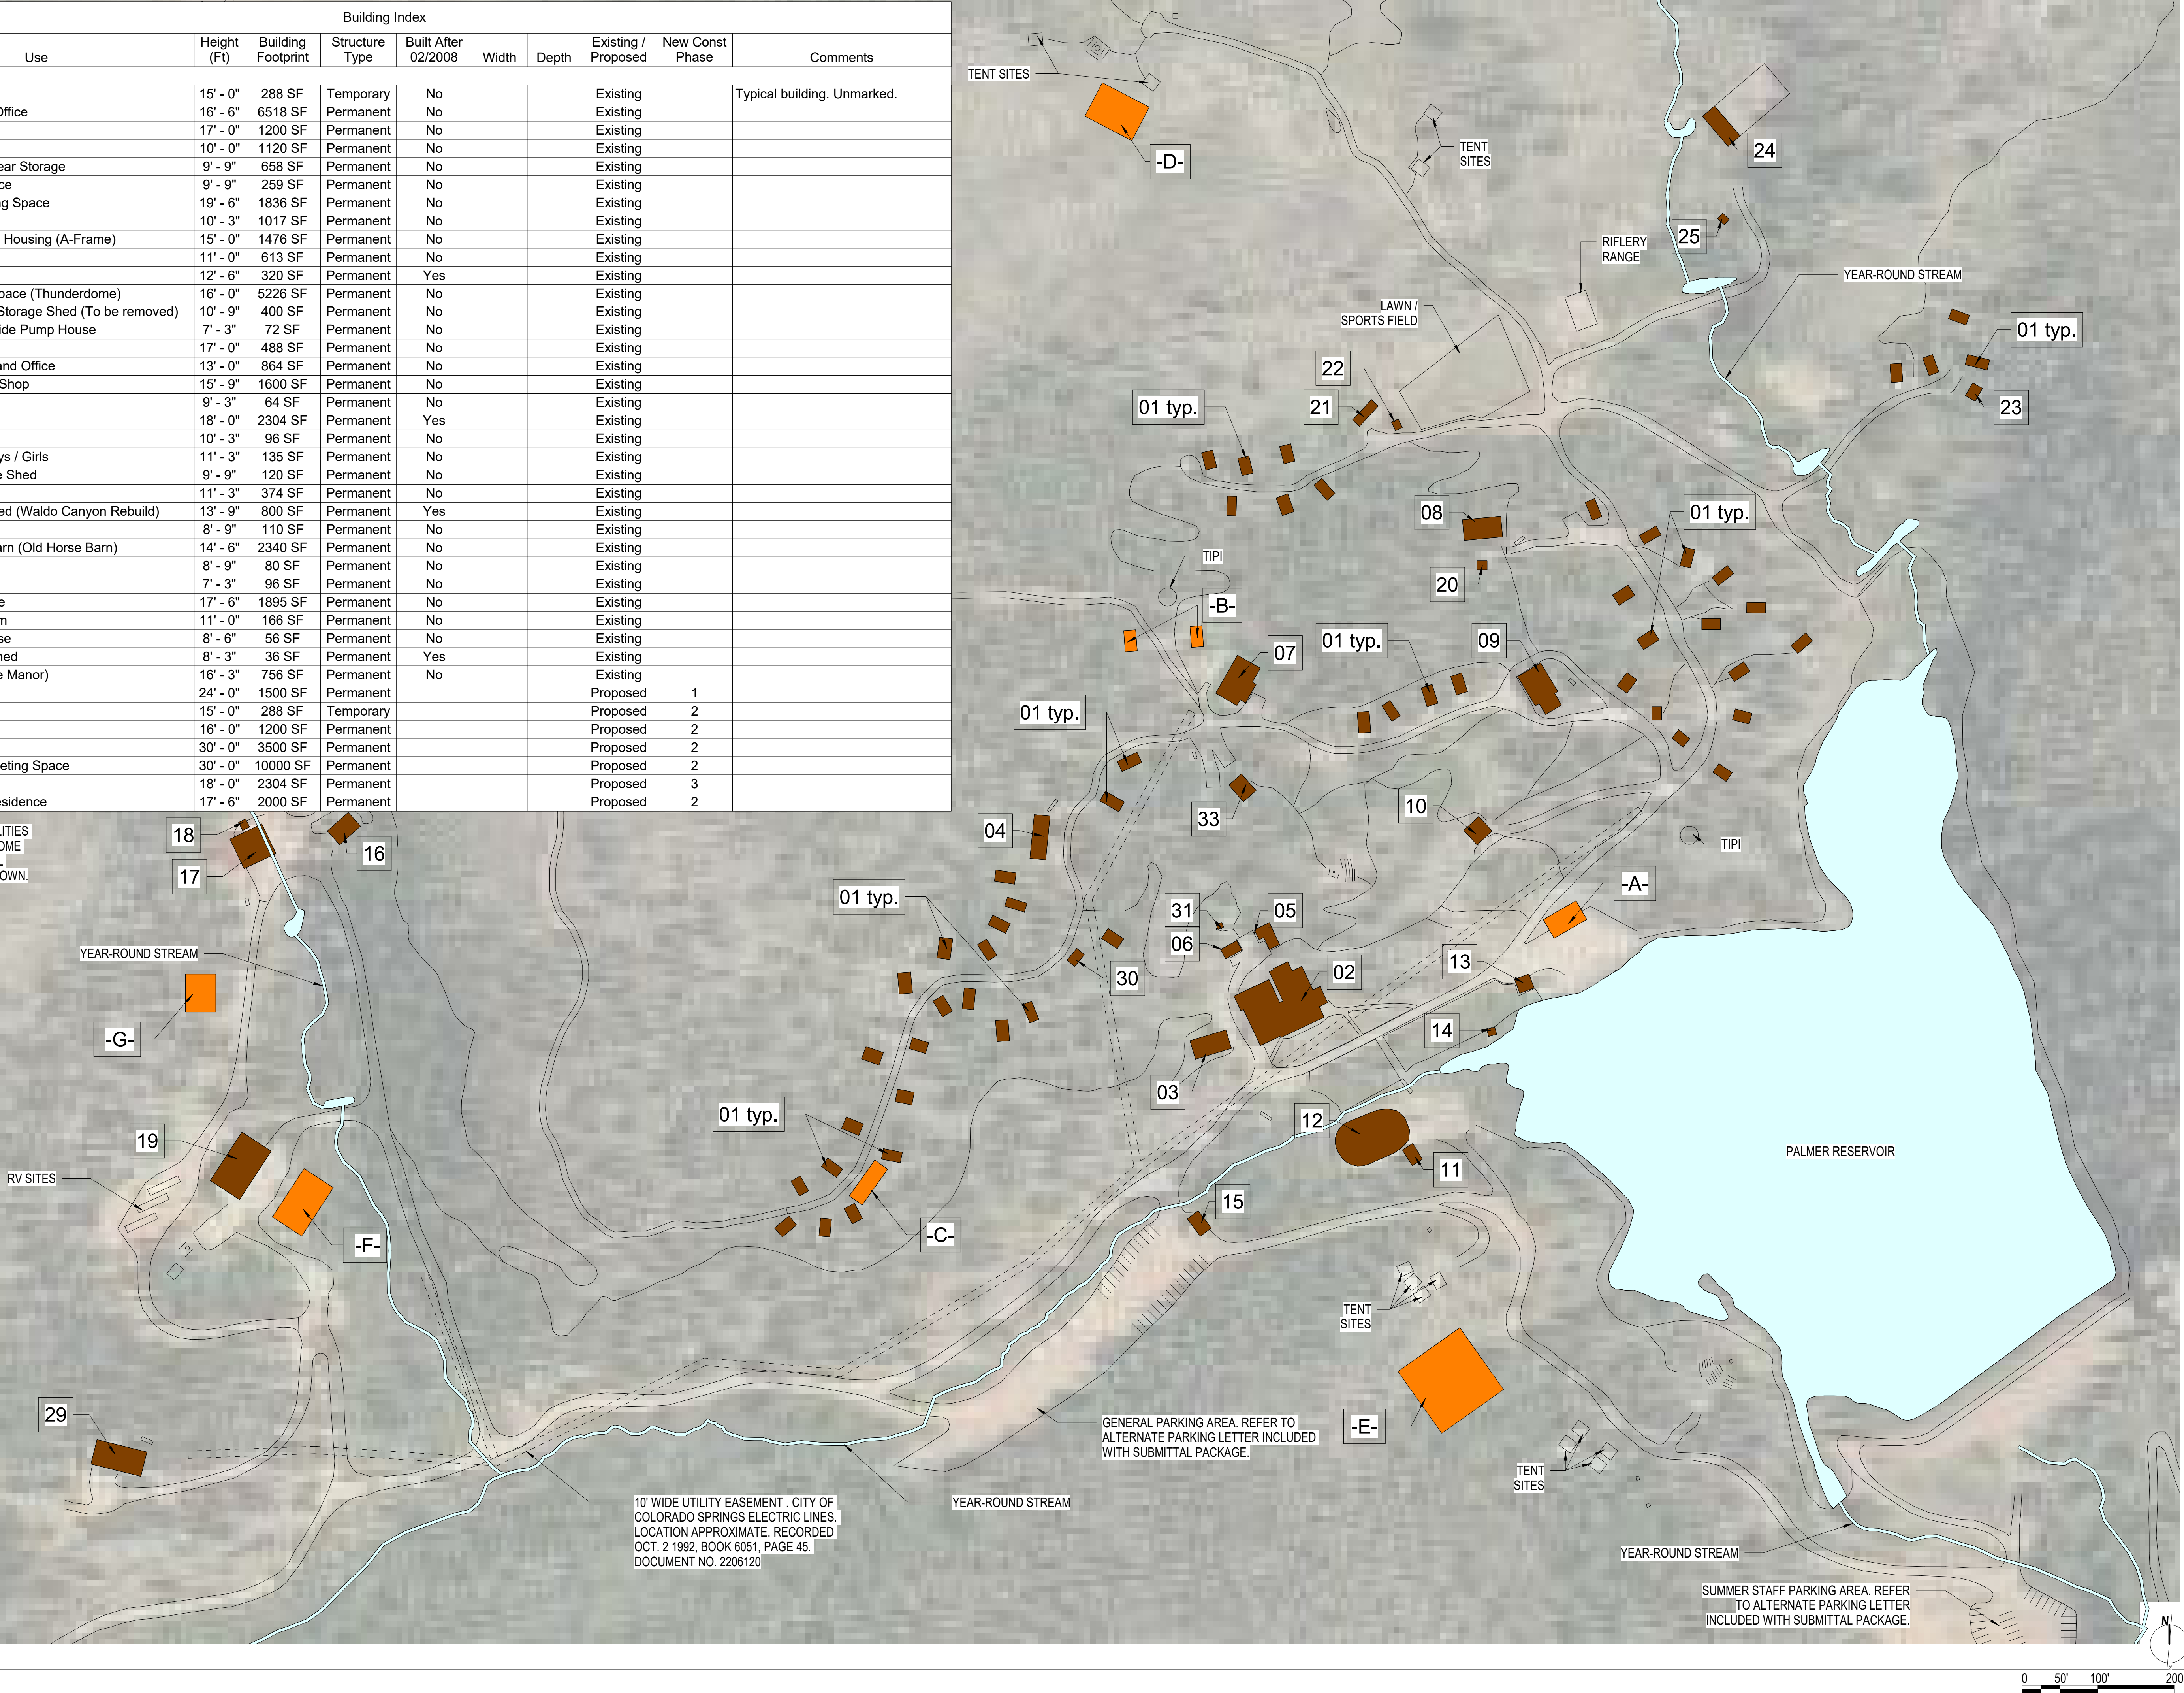 Building Index
Use Height (Ft) Building Footprint Structure Type Built After 02/2008 Width Depth Existing / Proposed New Const Phase Comments
15' - 0" 288 SF Temporary No Existing Typical building. Unmarked.
Office 16' - 6" 6518 SF Permanent No Existing
17' - 0" 1200 SF Permanent No Existing
10' - 0" 1120 SF Permanent No Existing
ear Storage 9' - 9" 658 SF Permanent No Existing
ce 9' - 9" 259 SF Permanent No Existing
g Space 19' - 6" 1836 SF Permanent No Existing
10' - 3" 1017 SF Permanent No Existing
Housing (A-Frame) 15' - 0" 1476 SF Permanent No Existing
11' - 0" 613 SF Permanent No Existing
12' - 6" 320 SF Permanent Yes Existing
pace (Thunderdome) 16' - 0" 5226 SF Permanent No Existing
Storage Shed (To be removed) 10' - 9" 400 SF Permanent No Existing
ide Pump House 7' - 3" 72 SF Permanent No Existing
17' - 0" 488 SF Permanent No Existing
and Office 13' - 0" 864 SF Permanent No Existing
Shop 15' - 9" 1600 SF Permanent No Existing
9' - 3" 64 SF Permanent No Existing
18' - 0" 2304 SF Permanent Yes Existing
10' - 3" 96 SF Permanent No Existing
ys / Girls 11' - 3" 135 SF Permanent No Existing
e Shed 9' - 9" 120 SF Permanent No Existing
11' - 3" 374 SF Permanent No Existing
ed (Waldo Canyon Rebuild) 13' - 9" 800 SF Permanent Yes Existing
8' - 9" 110 SF Permanent No Existing
arn (Old Horse Barn) 14' - 6" 2340 SF Permanent No Existing
8' - 9" 80 SF Permanent No Existing
7' - 3" 96 SF Permanent No Existing
e 17' - 6" 1895 SF Permanent No Existing
m 11' - 0" 166 SF Permanent No Existing
se 8' - 6" 56 SF Permanent No Existing
hed 8' - 3" 36 SF Permanent Yes Existing
e Manor) 16' - 3" 756 SF Permanent No Existing
24' - 0" 1500 SF Permanent Proposed 1
15' - 0" 288 SF Temporary Proposed 2
16' - 0" 1200 SF Permanent Proposed 2
30' - 0" 3500 SF Permanent Proposed 2
eting Space 30' - 0" 10000 SF Permanent Proposed 2
18' - 0" 2304 SF Permanent Proposed 3
esidence 17' - 6" 2000 SF Permanent Proposed 2
TENT SITES
-D-
TENT
SITES
24
25
RIFLERY
RANGE
YEAR-ROUND STREAM
LAWN /
SPORTS FIELD
01 typ.
22
21
01 typ.
23
08
01 typ.
TIPI
20
-B-
07
01 typ.
09
01 typ.
33
10
TIPI
04
18
16
17
LITIES
OME
OWN.
01 typ.
-A-
31
05
06
30
02
13
14
YEAR-ROUND STREAM
-G-
03
01 typ.
12
11
19
RV SITES
PALMER RESERVOIR
15
-C-
-F-
TENT
SITES
29
-E-
GENERAL PARKING AREA. REFER TO
ALTERNATE PARKING LETTER INCLUDED
WITH SUBMITTAL PACKAGE.
TENT
SITES
10' WIDE UTILITY EASEMENT . CITY OF
COLORADO SPRINGS ELECTRIC LINES.
LOCATION APPROXIMATE. RECORDED
OCT. 2 1992, BOOK 6051, PAGE 45.
DOCUMENT NO. 2206120
YEAR-ROUND STREAM
YEAR-ROUND STREAM
SUMMER STAFF PARKING AREA. REFER
TO ALTERNATE PARKING LETTER
INCLUDED WITH SUBMITTAL PACKAGE.
N
0 50' 100' 200